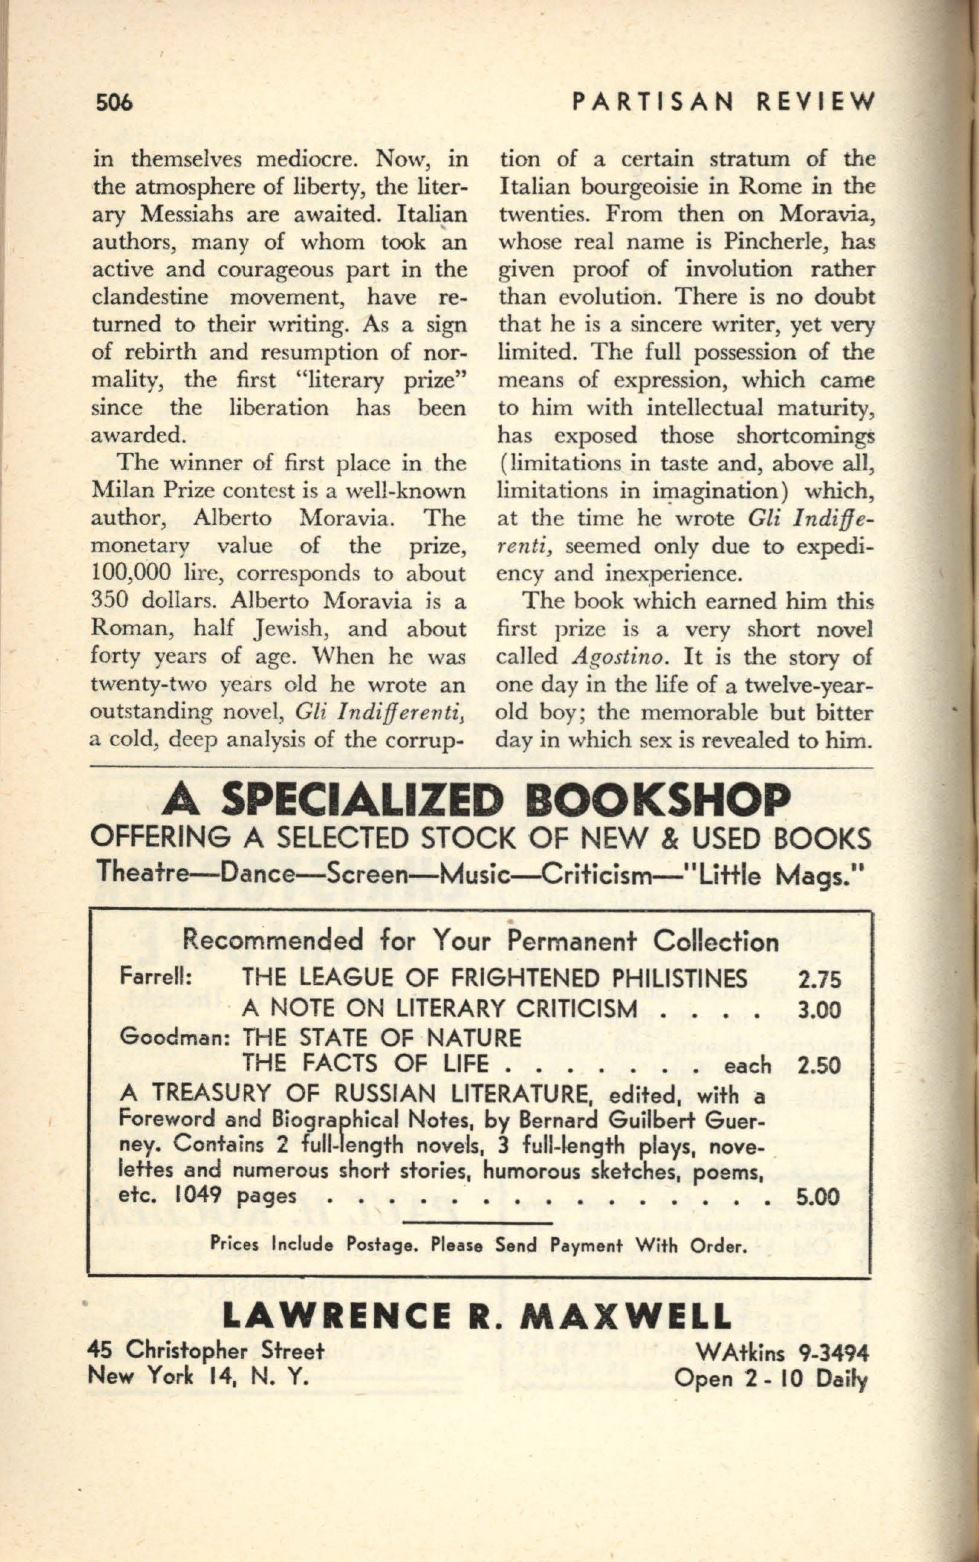 506
PARTISAN REVIEW
in themselves mediocre. Now, in
the atmosphere of liberty, the liter-
ary Messiahs are awaited. Italian
authors, many of whom took an
active and courageous part in the
clandestine movement, have re-
turned to their writing. As a sign
of rebirth and resumption of nor-
mality, the first “literary prize”
since the liberation has been
awarded.
The winner of first place in the
Milan Prize contest is a well-known
author, Alberto Moravia. The
monetary value of the prize,
100,000 lire, corresponds to about
350 dollars. Alberto Moravia is a
Roman, half Jewish, and about
forty years of age. When he was
twenty-two years old he wrote an
outstanding novel, Gli Indifferenti,
a cold, deep analysis of the corrup-
tion of a certain stratum of the
Italian bourgeoisie in Rome in the
twenties. From then on Moravia,
whose real name is Pincherle, has
given proof of involution rather
than evolution. There is no doubt
that he is a sincere writer, yet very
limited. The full possession of the
means of expression, which came
to him with intellectual maturity,
has exposed those shortcomings
(limitations in taste and, above all,
limitations in imagination) which,
at the time he wrote Gli Indiffe-
renti, seemed only due to expedi-
ency and inexperience.
The book which earned him this
first prize is a very short novel
called Agostino. It is the story of
one day in the life of a twelve-year-
old boy; the memorable but bitter
day in which sex is revealed to him.
A SPECIALIZED BOOKSHOP
OFFERING A SELECTED STOCK OF NEW & USED BOOKS
Theatre—Dance—Screen—Music—Criticism—"Little Mags."
Recommended for Your Permanent Collection
Farrell: THE LEAGUE OF FRIGHTENED PHILISTINES 2.75
A NOTE ON LITERARY CRITICISM . . . . 3.00
Goodman: THE STATE OF NATURE
THE FACTS OF LIFE . . . . . . . each 2.50
A TREASURY OF RUSSIAN LITERATURE, edited, with a
Foreword and Biographical Notes, by Bernard Guilbert Guer-
ney. Contains 2 full-length novels, 3 full-length plays, nove-
lettes and numerous short stories, humorous sketches, poems,
etc. 1049 pages . . . . . . . . . . . . . . . 5.00
Prices Include Postage. Please Send Payment With Order.
LAWRENCE R. MAXWELL
45 Christopher Street WAtkins 9-3494
New York 14, N. Y. Open 2 - 10 Daily